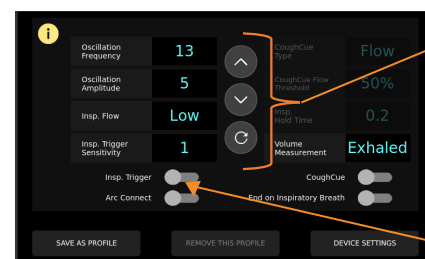 i
Oscillation Frequency 13
CoughCue Type Flow
Oscillation Amplitude 5
CoughCue Flow Threshold 50%
Insp. Flow Low
Insp. Hold Time 0.2
Insp. Trigger Sensitivity 1
Volume Measurement Exhaled
Insp. Trigger
CoughCue
Arc Connect
End on Inspiratory Breath
SAVE AS PROFILE
REMOVE THIS PROFILE
DEVICE SETTINGS